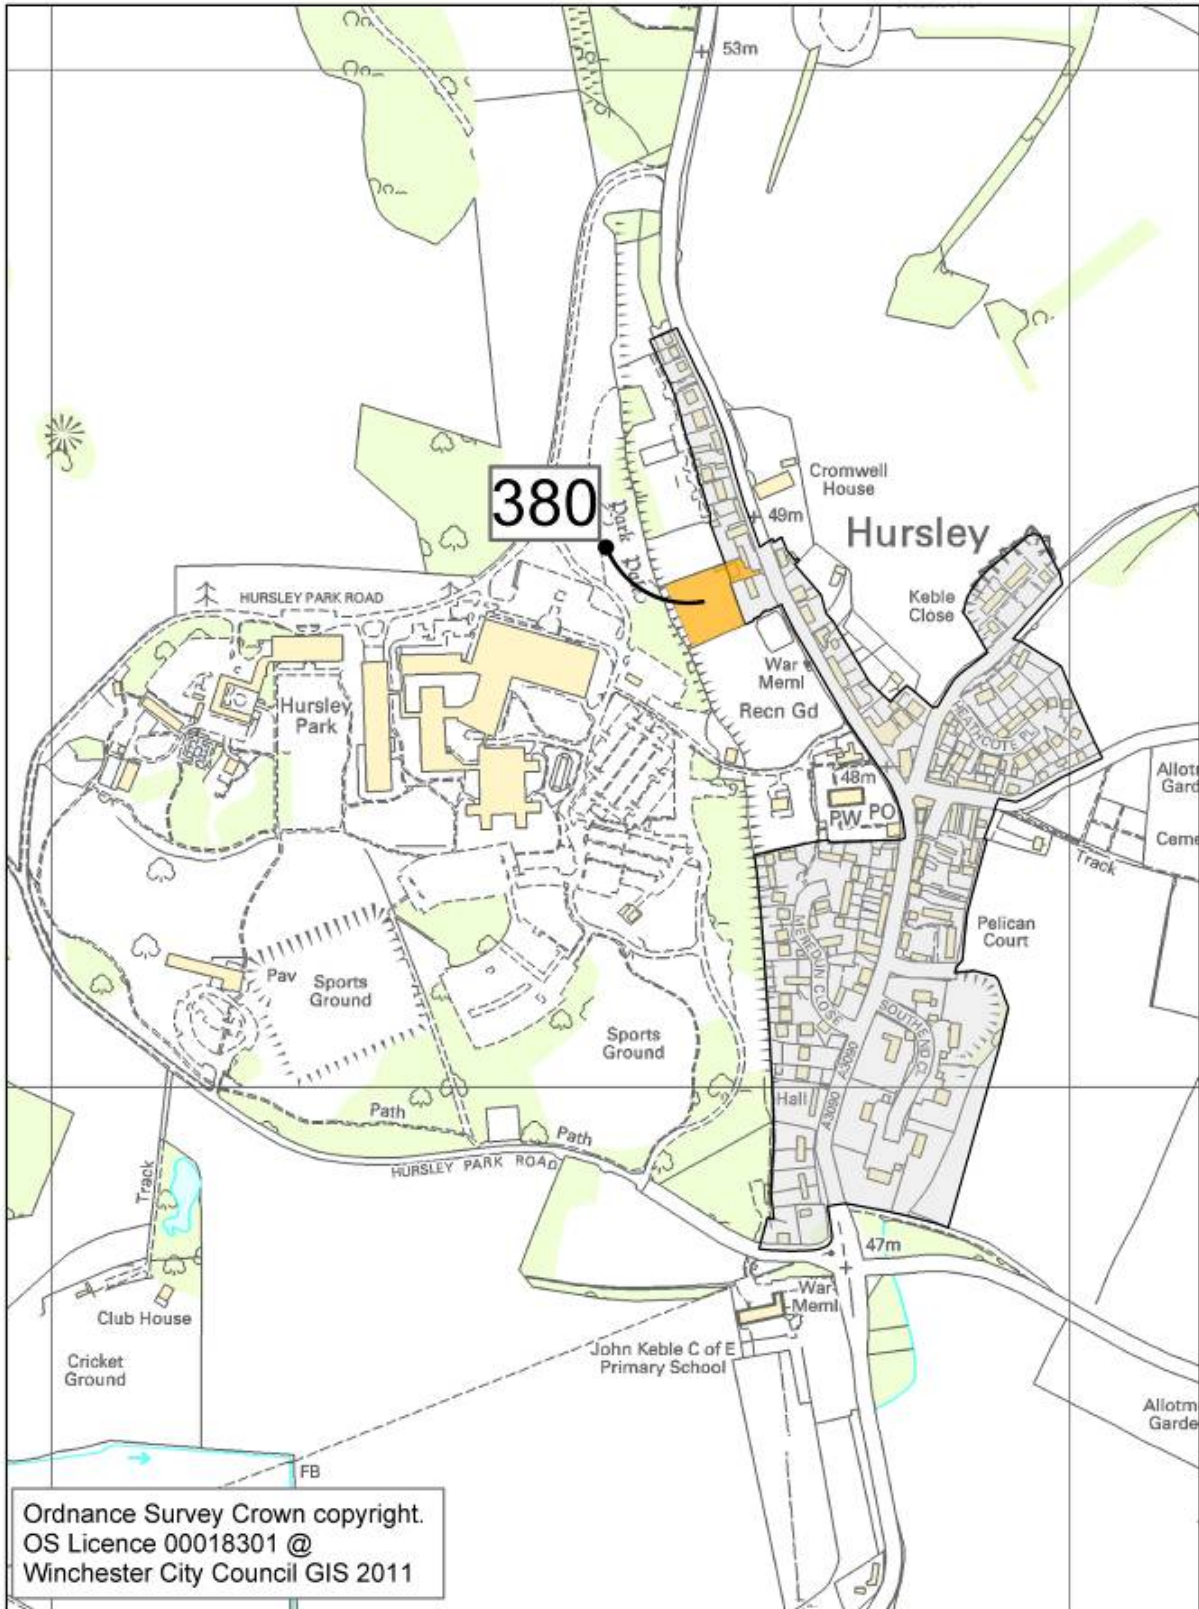 53m
Cromwell
House
380
Park Pale
49m
Hursley
HURSLEY PARK ROAD
Keble
Close
War
Meml
Hursley
Park
Recn Gd
HEATHCOTE PL
48m
PW PO
Track
Pelican
Court
MEREDUN CLOSE
Pav
Sports
Ground
SOUTHEND CL
Sports
Ground
A3090
A3090
Hall
Path
Path
HURSLEY PARK ROAD
Track
47m
War
Meml
Club House
John Keble C of E
Primary School
Cricket
Ground
Allotm
Garde
FB
Allotm
Gard
Ceme
Ordnance Survey Crown copyright.
OS Licence 00018301 @
Winchester City Council GIS 2011